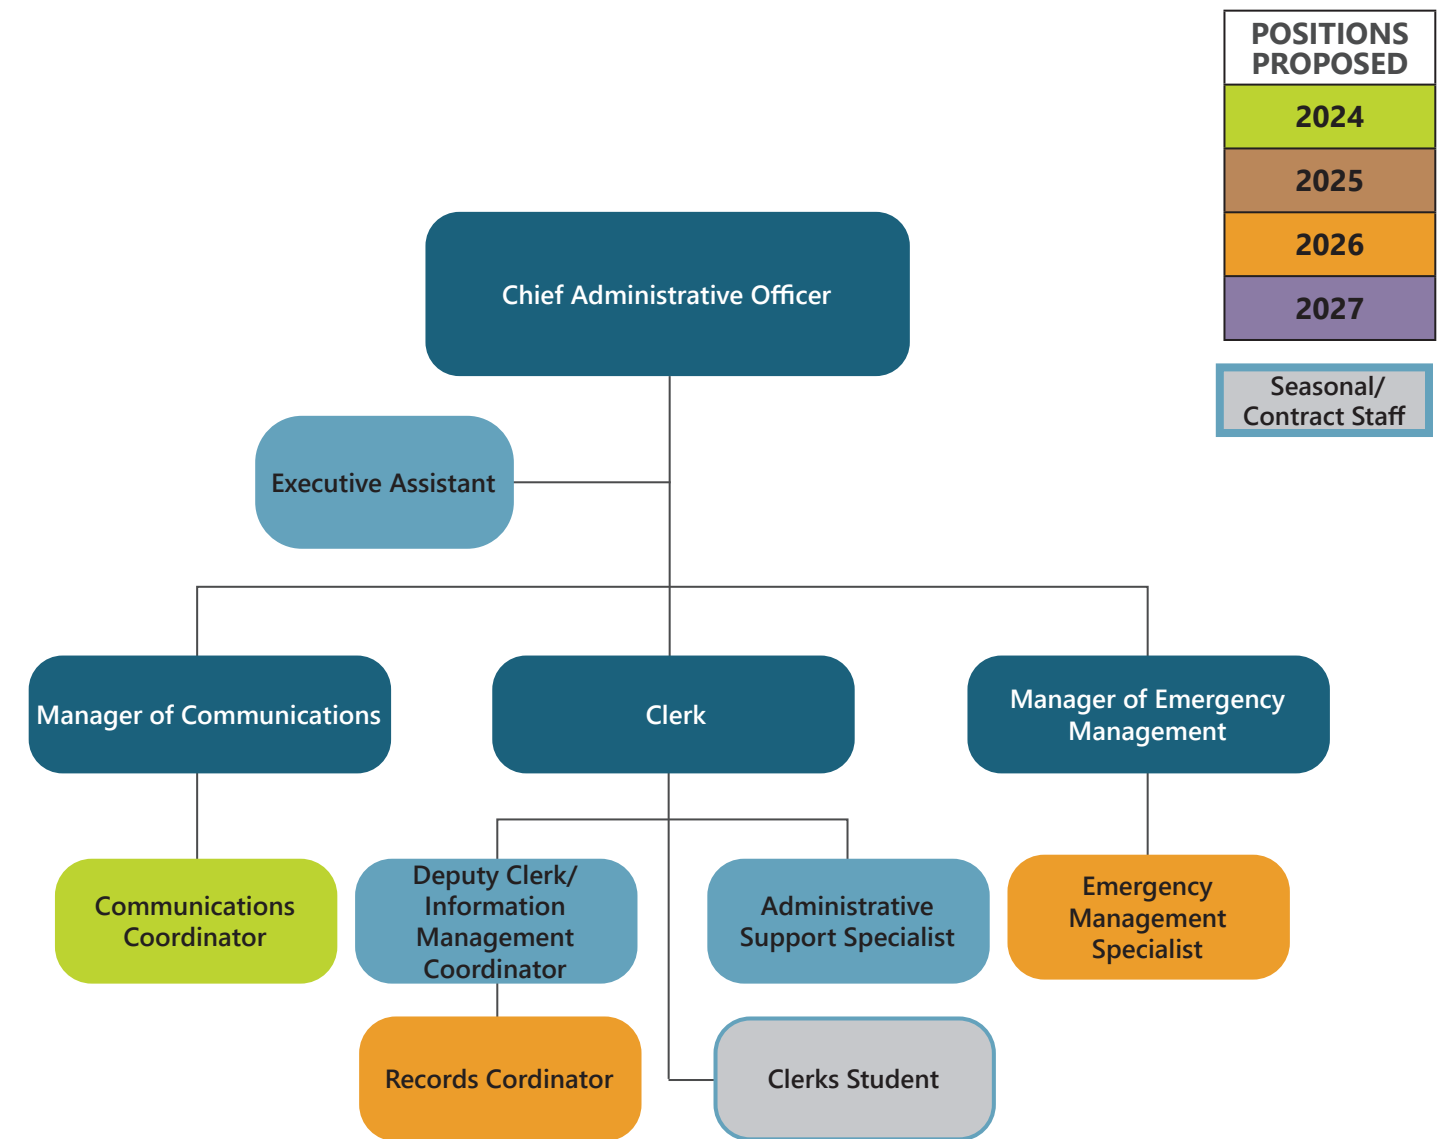 POSITIONS
PROPOSED
2024
2025
2026
2027
Seasonal/
Contract Staff
Chief Administrative Officer
Executive Assistant
Manager of Communications
Clerk
Manager of Emergency
Management
Communications
Coordinator
Deputy Clerk/
Information
Management
Coordinator
Administrative
Support Specialist
Emergency
Management
Specialist
Records Cordinator
Clerks Student